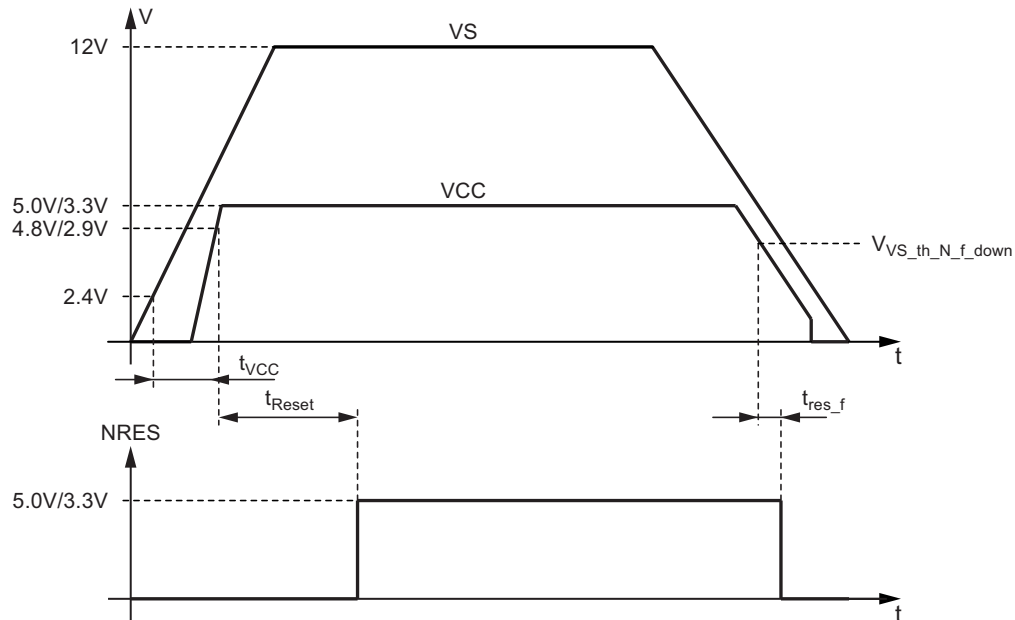 V
12V
VS
5.0V/3.3V
VCC
4.8V/2.9V
VVS_th_N_f_down
2.4V
t
tVCC
tReset
tres_f
NRES
5.0V/3.3V
t